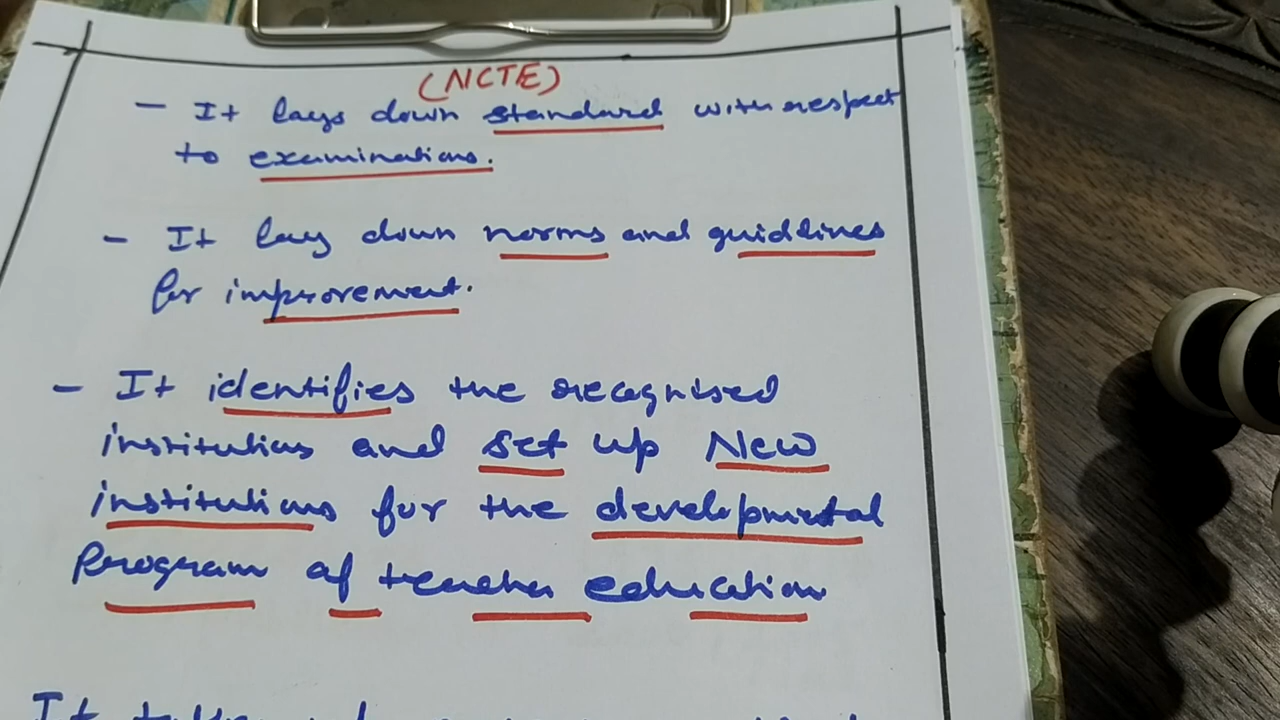 (NCTE)
- It lays down standard with respect
to examinations.
- It lay down norms and guidlines
for improvement.
- It identifies the recognised
institutions and set up New
institutions for the developmental
Program of teacher education
It